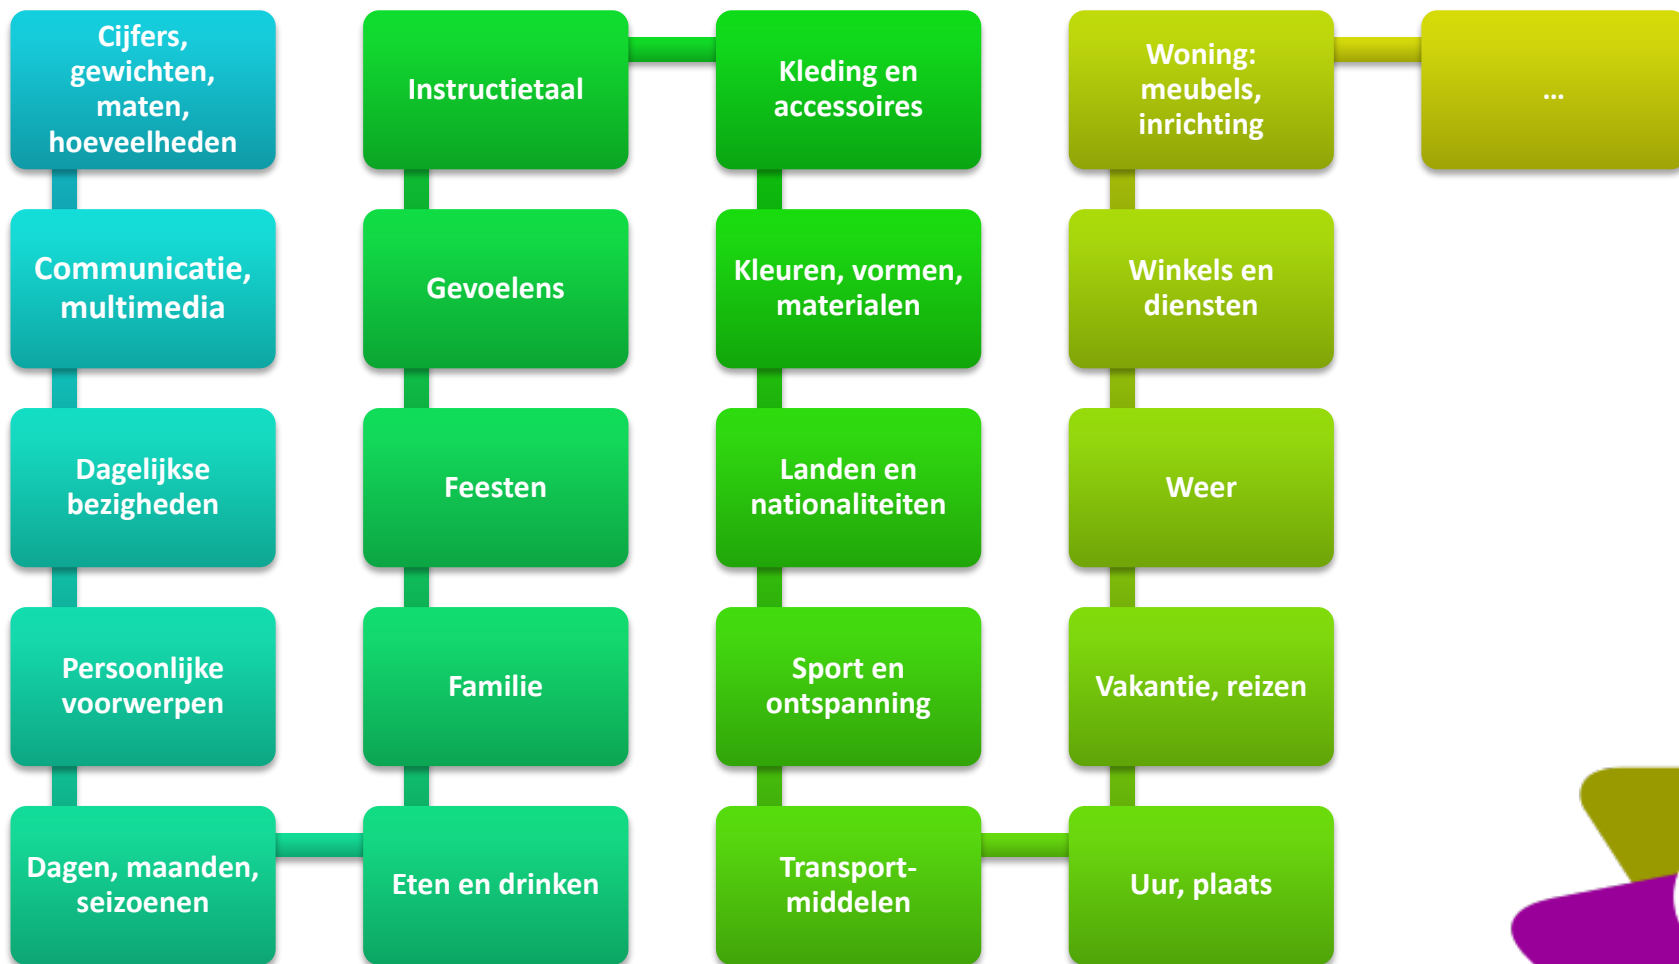 Cijfers,
gewichten,
maten,
hoeveelheden
Communicatie,
multimedia
Dagelijkse
bezigheden
Persoonlijke
voorwerpen
Dagen, maanden,
seizoenen
Eten en drinken
Familie
Feesten
Gevoelens
Instructietaal
Kleding en
accessoires
Kleuren, vormen,
materialen
Landen en
nationaliteiten
Sport en
ontspanning
Transport-
middelen
Uur, plaats
Vakantie, reizen
Weer
Winkels en
diensten
Woning:
meubels,
inrichting
...